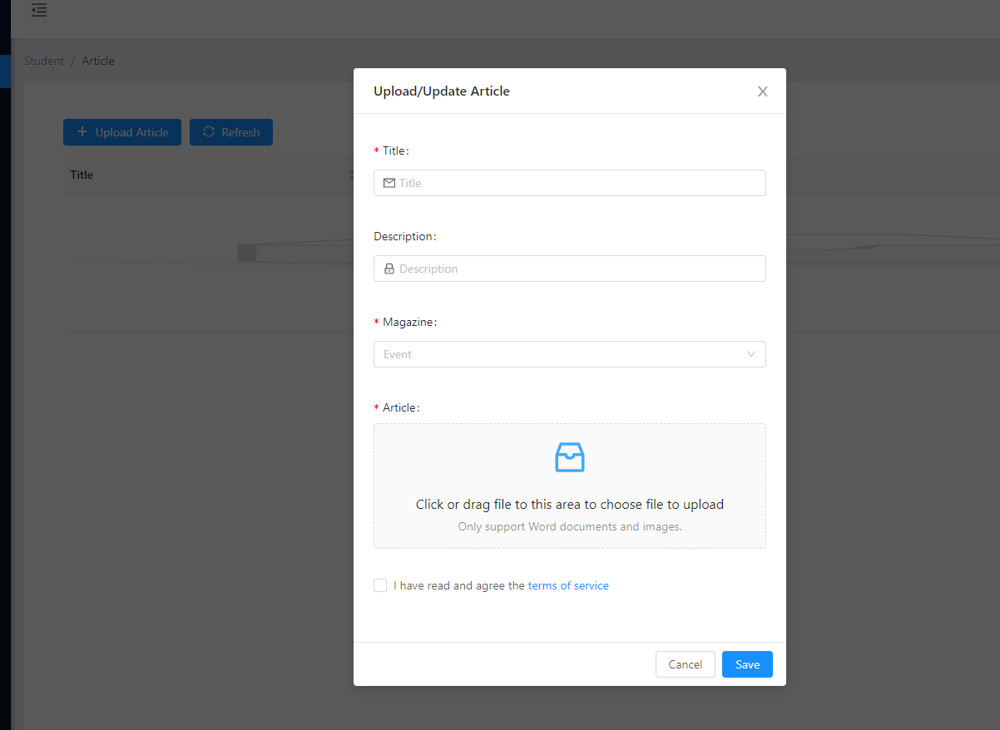 Student / Article
Upload Article
Refresh
Title
Upload/Update Article
* Title:
Title
Description:
Description
* Magazine:
Event
* Article:
Click or drag file to this area to choose file to upload
Only support Word documents and images.
I have read and agree the terms of service
Cancel
Save